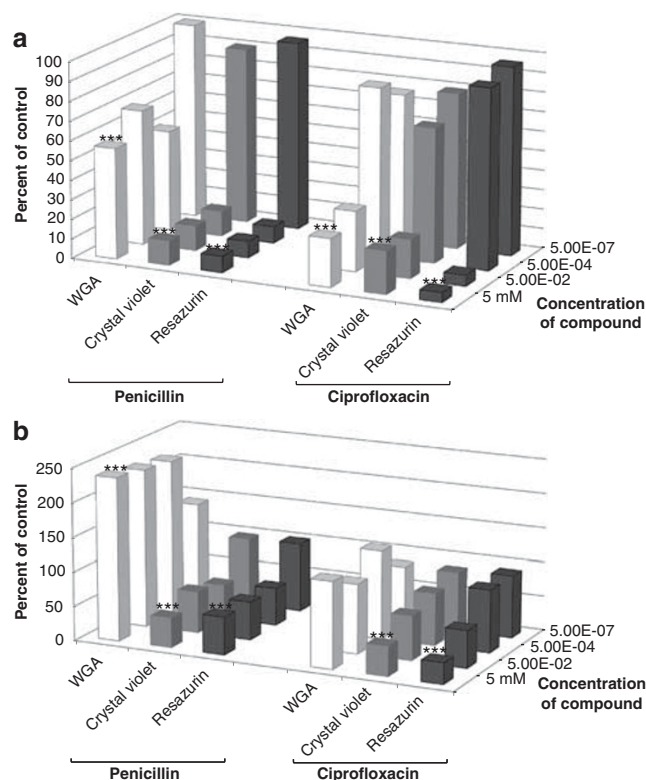 a
100
90
80
70
60
50
40
30
20
10
0
Percent of control
***
***
***
***
***
***
WGA
Crystal violet
Resazurin
WGA
Crystal violet
Resazurin
5.00E-07
5.00E-04
5.00E-02
5 mM
Concentration
of compound
Penicillin
Ciprofloxacin
b
250
200
150
100
50
0
Percent of control
***
***
***
***
***
WGA
Crystal violet
Resazurin
WGA
Crystal violet
Resazurin
5.00E-07
5.00E-04
5.00E-02
5 mM
Concentration
of compound
Penicillin
Ciprofloxacin